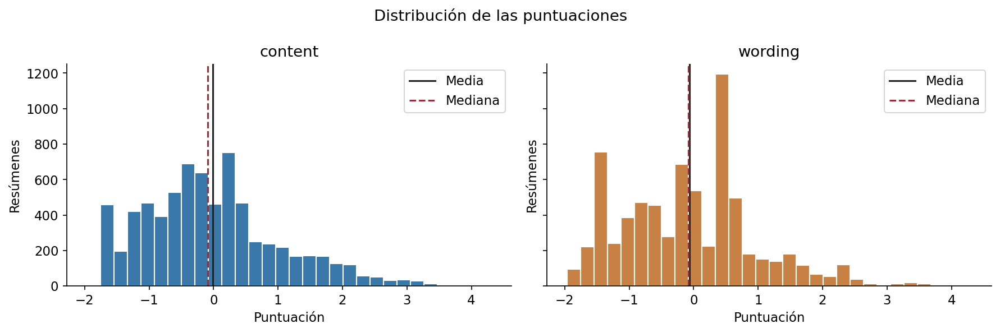 Distribución de las puntuaciones
content
Resúmenes
1200
1000
800
600
400
200
0
−2 −1 0 1 2 3 4
Puntuación
Media
Mediana
wording
Resúmenes
−2 −1 0 1 2 3 4
Puntuación
Media
Mediana